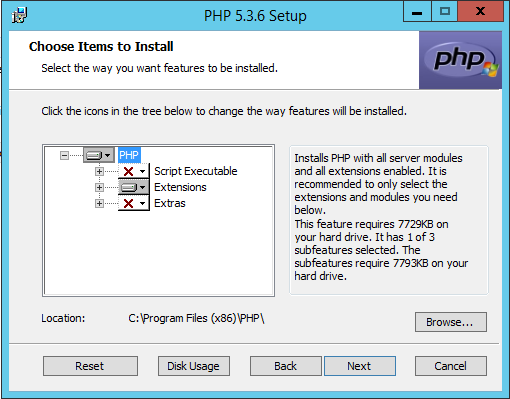 PHP 5.3.6 Setup
Choose Items to Install
Select the way you want features to be installed.
php
Click the icons in the tree below to change the way features will be installed.
PHP
Script Executable
Extensions
Extras
Installs PHP with all server modules
and all extensions enabled. It is
recommended to only select the
extensions and modules you need
below.
This feature requires 7729KB on
your hard drive. It has 1 of 3
subfeatures selected. The
subfeatures require 7793KB on your
hard drive.
Location: C:\Program Files (x86)\PHP\
Browse...
Reset Disk Usage Back Next Cancel